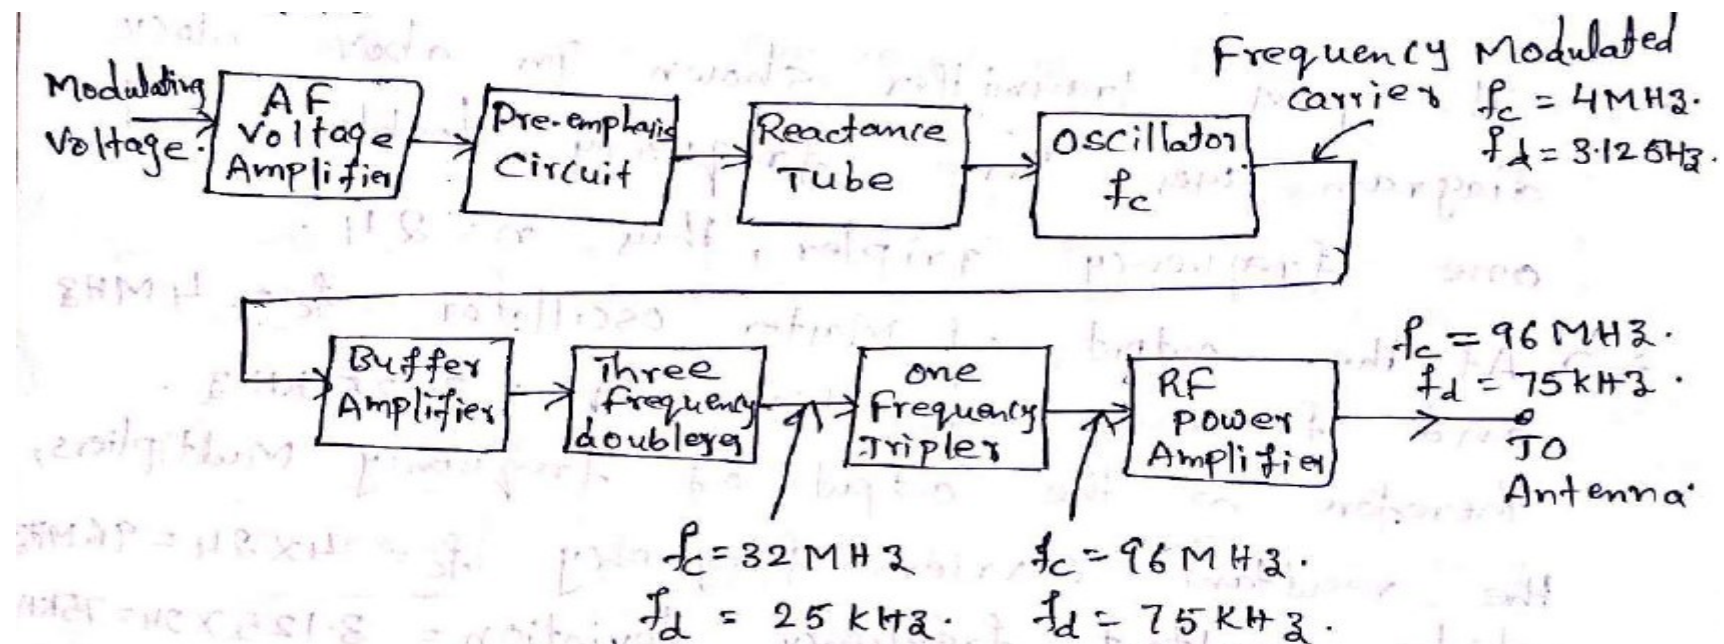 Modulating
Voltage.
AF
Voltage
Amplifier
Pre-emphasis
Circuit
Reactance
Tube
Oscillator
fc
Frequency Modulated
carrier fc = 4MHz.
fd = 3.125Hz.
Buffer
Amplifier
Three
frequency
doublers
one
frequency
Tripler
RF
power
Amplifier
fc = 96 MHz.
fd = 75 kHz.
TO
Antenna.
fc = 32 MHz
fd = 25 kHz.
fc = 96 MHz.
fd = 75 KHz.